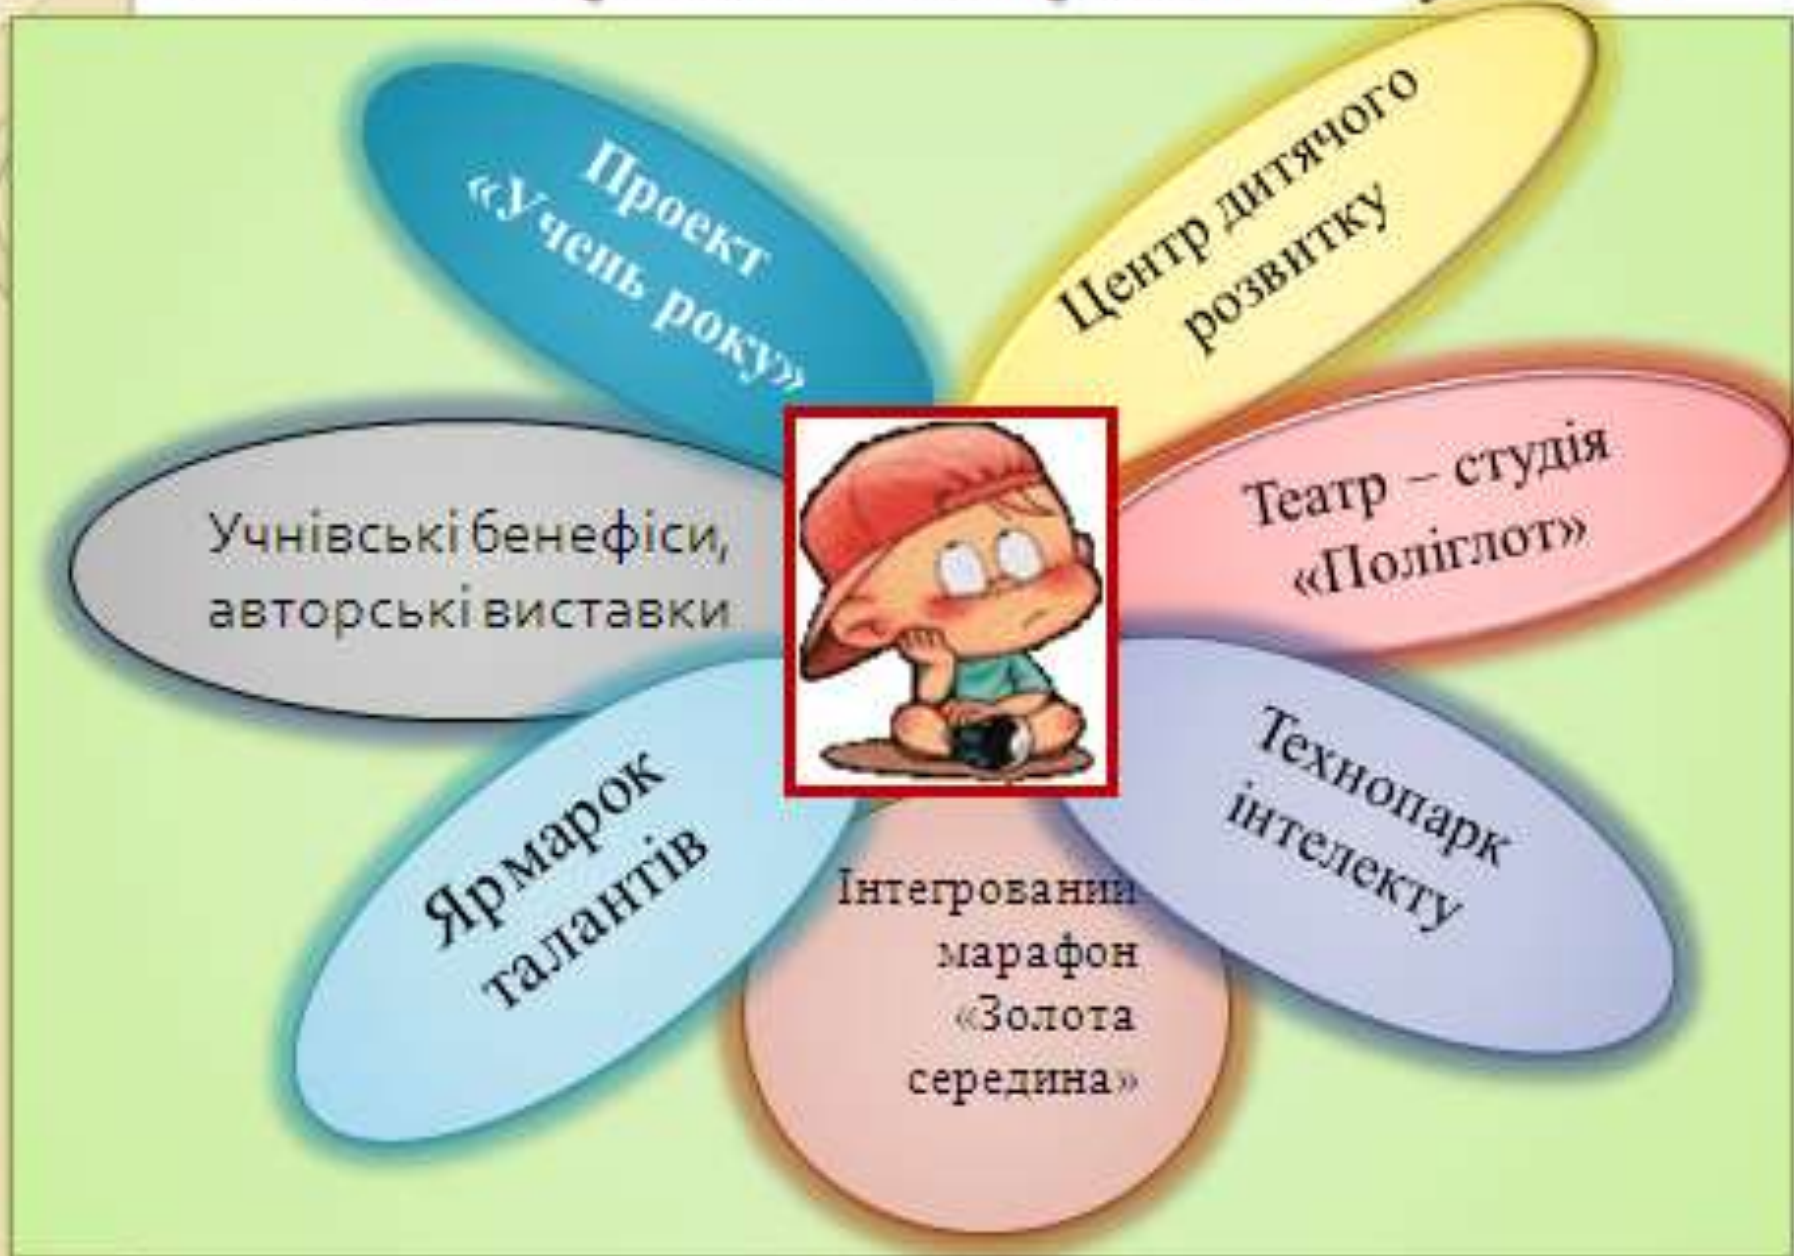 Проект
«Учень року»
Центр дитячого
розвитку
Театр – студія
«Поліглот»
Технопарк
інтелекту
Інтегрований
марафон
«Золота
середина»
Ярмарок
талантів
Учнівські бенефіси,
авторські виставки